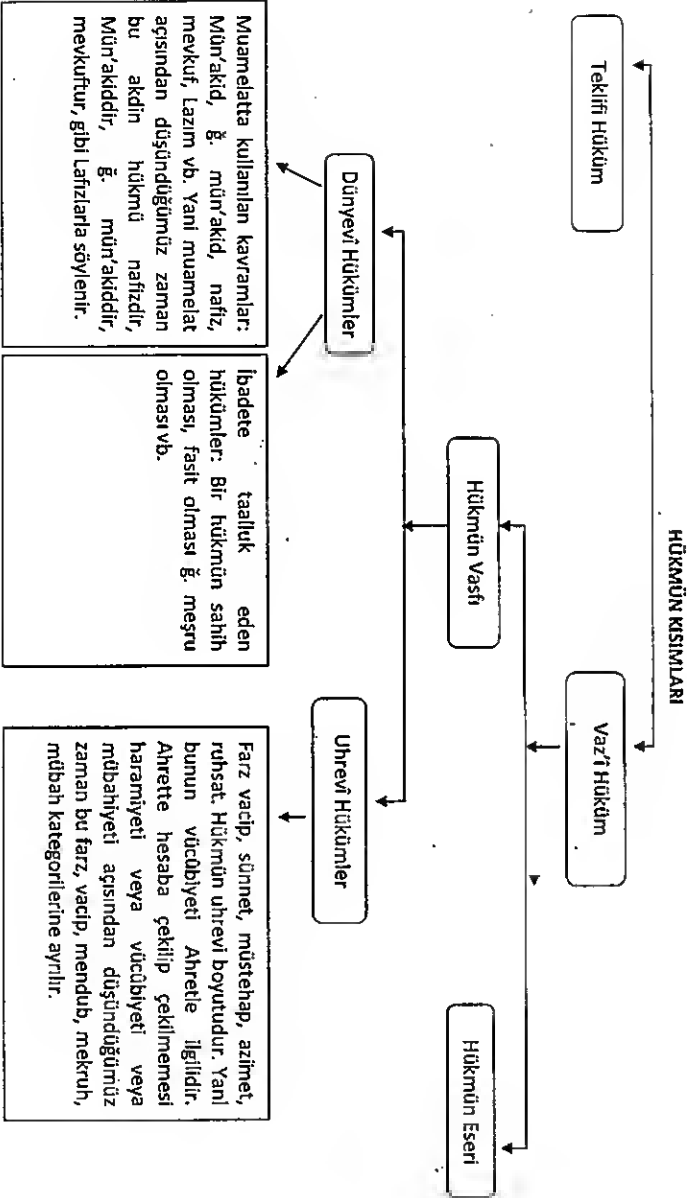 HÜKMÜN KISIMLARI
Teklifi Hüküm
Vaz'î Hüküm
Hükmün Vasfı
Hükmün Eseri
Dünyevî Hükümler
Uhrevî Hükümler
Muamelatta kullanılan kavramlar:
Mün'akid, ğ. mün'akid, nafiz,
mevkuf, Lazım vb. Yani muamelat
açısından düşündüğümüz zaman
bu akdin hükmü nafizdir,
Mün'akiddir, ğ. mün'akiddir,
mevkuftur, gibi Lafızlarla söylenir.
İbadete taalluk eden
hükümler: Bir hükmün sahih
olması, fasit olması ğ. meşru
olması vb.
Farz vacip, sünnet, müstehap, azimet,
ruhsat. Hükmün uhrevi boyutudur. Yani
bunun vücûbiyeti Ahretle ilgilidir.
Ahrette hesaba çekilip çekilmemesi
haramiyeti veya vücûbiyeti veya
mübahiyeti açısından düşündüğümüz
zaman bu farz, vacip, mendub, mekruh,
mübah kategorilerine ayrılır.